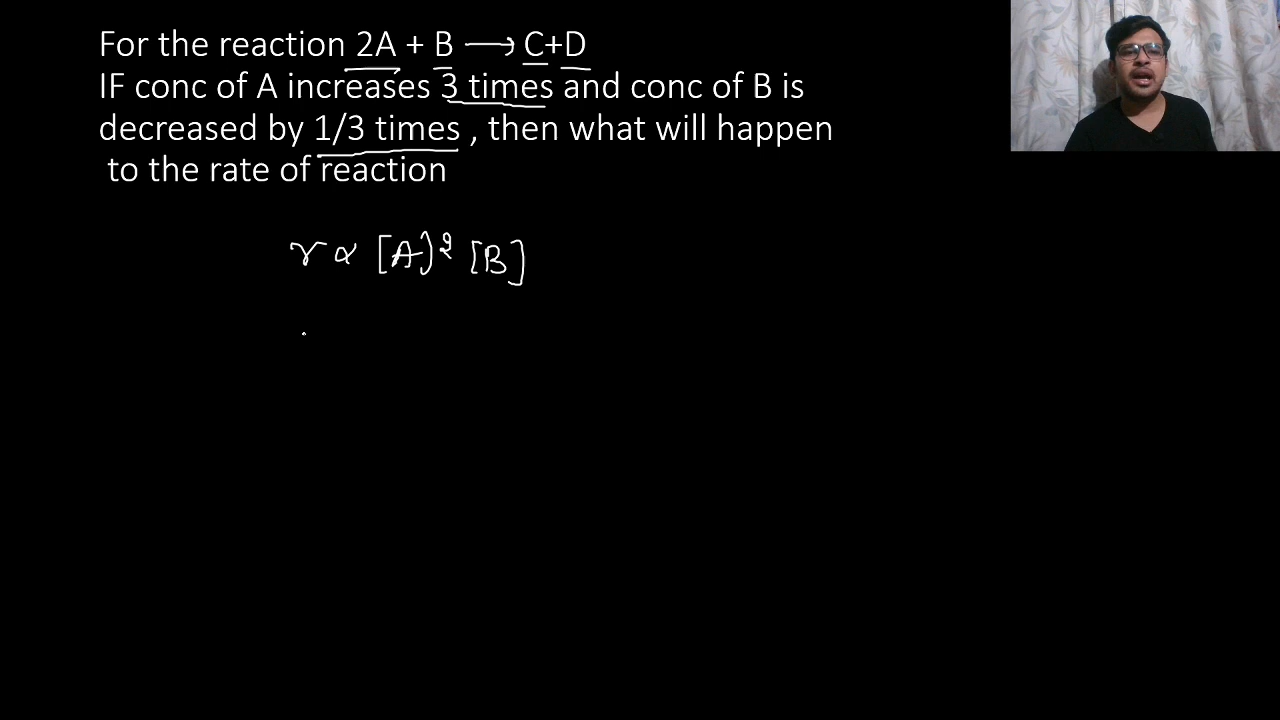 For the reaction 2A + B ⟶ C+D
IF conc of A increases 3 times and conc of B is
decreased by 1/3 times , then what will happen
to the rate of reaction
r ∝ [A]² [B]